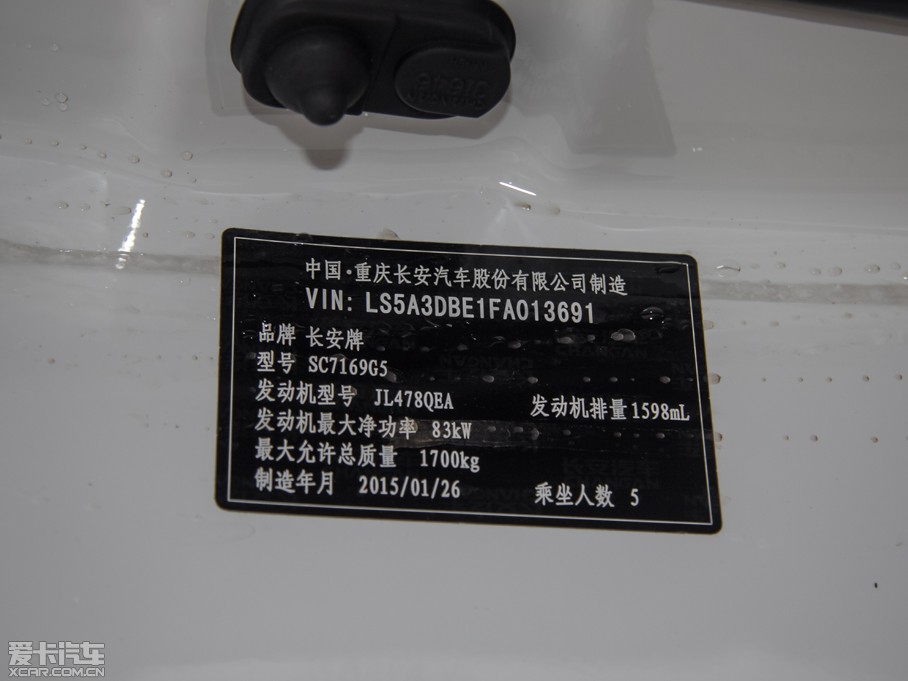 中国·重庆长安汽车股份有限公司制造
VIN: LS5A3DBE1FA013691
品牌 长安牌
型号 SC7169G5
发动机型号 JL478QEA 发动机排量 1598mL
发动机最大净功率 83kW
最大允许总质量 1700kg
制造年月 2015/01/26 乘坐人数 5
爱卡汽车
XCAR.COM.CN